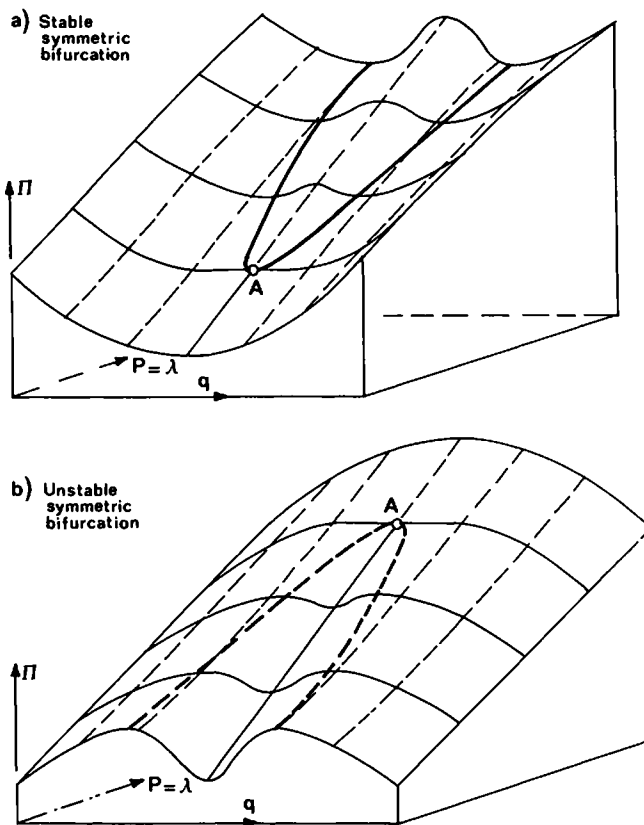 a) Stable
symmetric
bifurcation
Π
A
P = λ
q
b) Unstable
symmetric
bifurcation
A
Π
P = λ
q